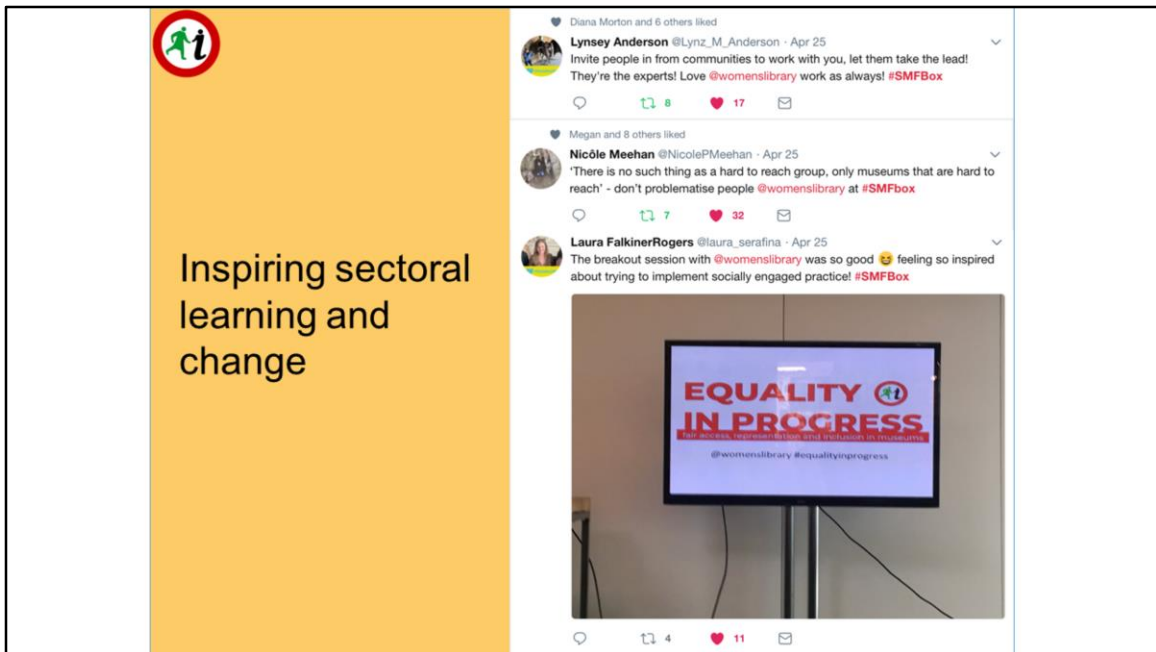 i
Inspiring sectoral
learning and
change
Diana Morton and 6 others liked
Lynsey Anderson @Lynz_M_Anderson · Apr 25
Invite people in from communities to work with you, let them take the lead!
They're the experts! Love @womenslibrary work as always! #SMFBox
8 17
Megan and 8 others liked
Nicôle Meehan @NicolePMeehan · Apr 25
'There is no such thing as a hard to reach group, only museums that are hard to
reach' - don't problematise people @womenslibrary at #SMFbox
7 32
Laura FalkinerRogers @laura_serafina · Apr 25
The breakout session with @womenslibrary was so good 😆 feeling so inspired
about trying to implement socially engaged practice! #SMFBox
EQUALITY i
IN PROGRESS
fair access, representation and inclusion in museums
@womenslibrary #equalityinprogress
4 11